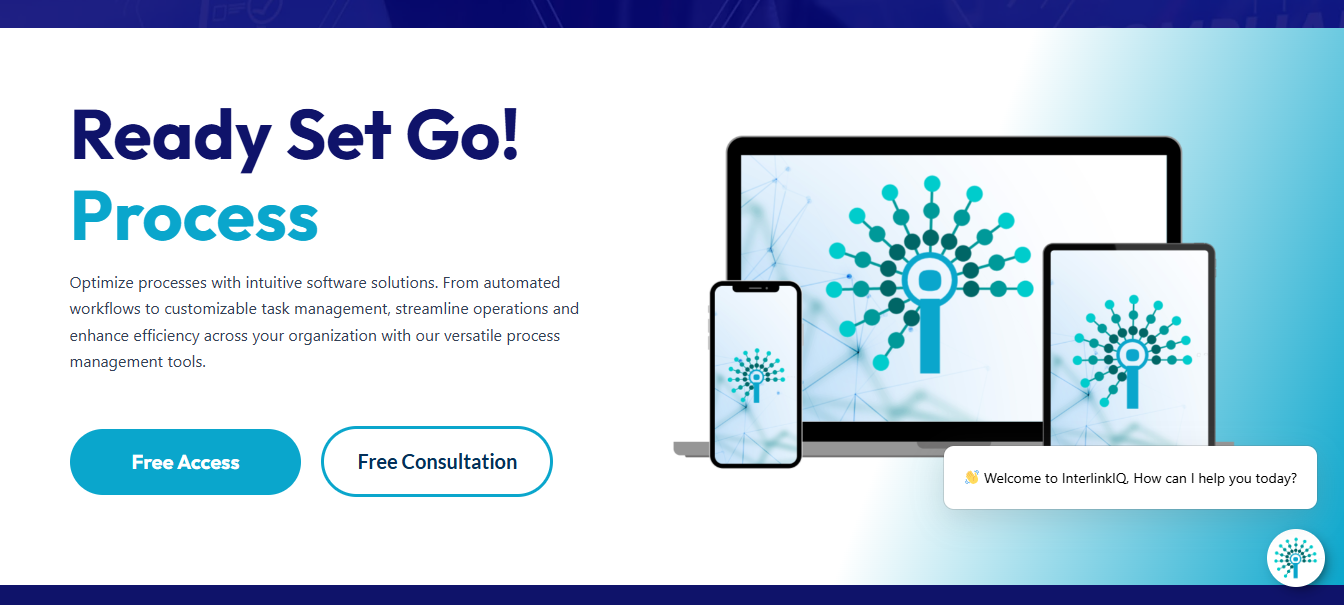 Ready Set Go!
Process
Optimize processes with intuitive software solutions. From automated
workflows to customizable task management, streamline operations and
enhance efficiency across your organization with our versatile process
management tools.
Free Access
Free Consultation
👋 Welcome to InterlinkIQ, How can I help you today?